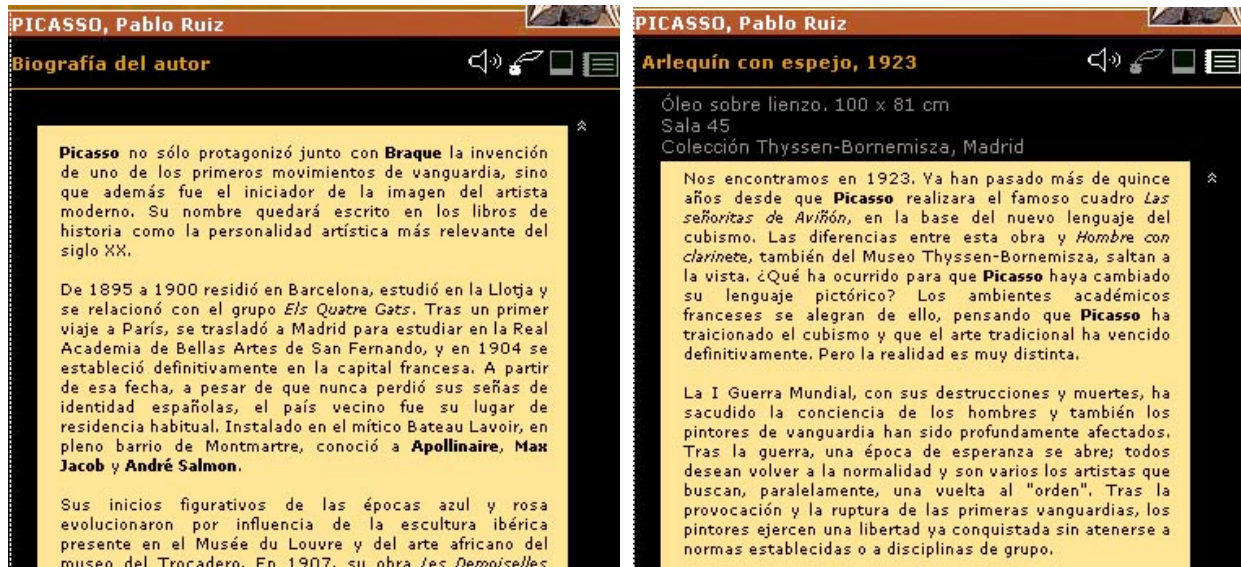 PICASSO, Pablo Ruiz
Biografía del autor
Picasso no sólo protagonizó junto con Braque la invención
de uno de los primeros movimientos de vanguardia, sino
que además fue el iniciador de la imagen del artista
moderno. Su nombre quedará escrito en los libros de
historia como la personalidad artística más relevante del
siglo XX.
De 1895 a 1900 residió en Barcelona, estudió en la Llotja y
se relacionó con el grupo Els Quatre Gats. Tras un primer
viaje a París, se trasladó a Madrid para estudiar en la Real
Academia de Bellas Artes de San Fernando, y en 1904 se
estableció definitivamente en la capital francesa. A partir
de esa fecha, a pesar de que nunca perdió sus señas de
identidad españolas, el país vecino fue su lugar de
residencia habitual. Instalado en el mítico Bateau Lavoir, en
pleno barrio de Montmartre, conoció a Apollinaire, Max
Jacob y André Salmon.
Sus inicios figurativos de las épocas azul y rosa
evolucionaron por influencia de la escultura ibérica
presente en el Musée du Louvre y del arte africano del
museo del Trocadero. En 1907, su obra Les Demoiselles
PICASSO, Pablo Ruiz
Arlequín con espejo, 1923
Óleo sobre lienzo. 100 x 81 cm
Sala 45
Colección Thyssen-Bornemisza, Madrid
Nos encontramos en 1923. Ya han pasado más de quince
años desde que Picasso realizara el famoso cuadro Las
señoritas de Aviñón, en la base del nuevo lenguaje del
cubismo. Las diferencias entre esta obra y Hombre con
clarinete, también del Museo Thyssen-Bornemisza, saltan a
la vista. ¿Qué ha ocurrido para que Picasso haya cambiado
su lenguaje pictórico? Los ambientes académicos
franceses se alegran de ello, pensando que Picasso ha
traicionado el cubismo y que el arte tradicional ha vencido
definitivamente. Pero la realidad es muy distinta.
La I Guerra Mundial, con sus destrucciones y muertes, ha
sacudido la conciencia de los hombres y también los
pintores de vanguardia han sido profundamente afectados.
Tras la guerra, una época de esperanza se abre; todos
desean volver a la normalidad y son varios los artistas que
buscan, paralelamente, una vuelta al "orden". Tras la
provocación y la ruptura de las primeras vanguardias, los
pintores ejercen una libertad ya conquistada sin atenerse a
normas establecidas o a disciplinas de grupo.